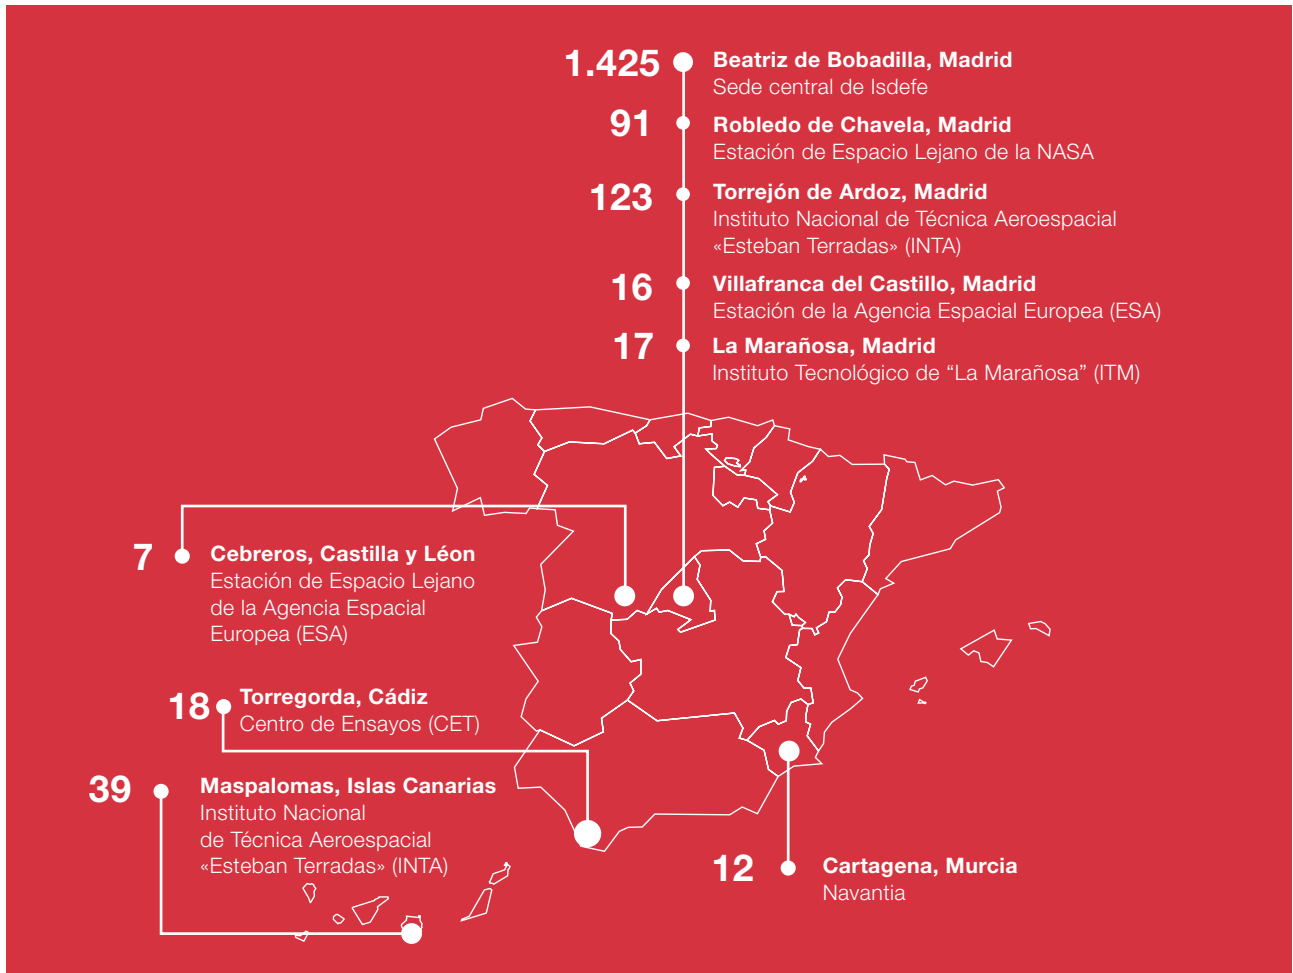 1.425
Beatriz de Bobadilla, Madrid
Sede central de Isdefe
91
Robledo de Chavela, Madrid
Estación de Espacio Lejano de la NASA
123
Torrejón de Ardoz, Madrid
Instituto Nacional de Técnica Aeroespacial
«Esteban Terradas» (INTA)
16
Villafranca del Castillo, Madrid
Estación de la Agencia Espacial Europea (ESA)
17
La Marañosa, Madrid
Instituto Tecnológico de “La Marañosa” (ITM)
7
Cebreros, Castilla y Léon
Estación de Espacio Lejano
de la Agencia Espacial
Europea (ESA)
18
Torregorda, Cádiz
Centro de Ensayos (CET)
39
Maspalomas, Islas Canarias
Instituto Nacional
de Técnica Aeroespacial
«Esteban Terradas» (INTA)
12
Cartagena, Murcia
Navantia